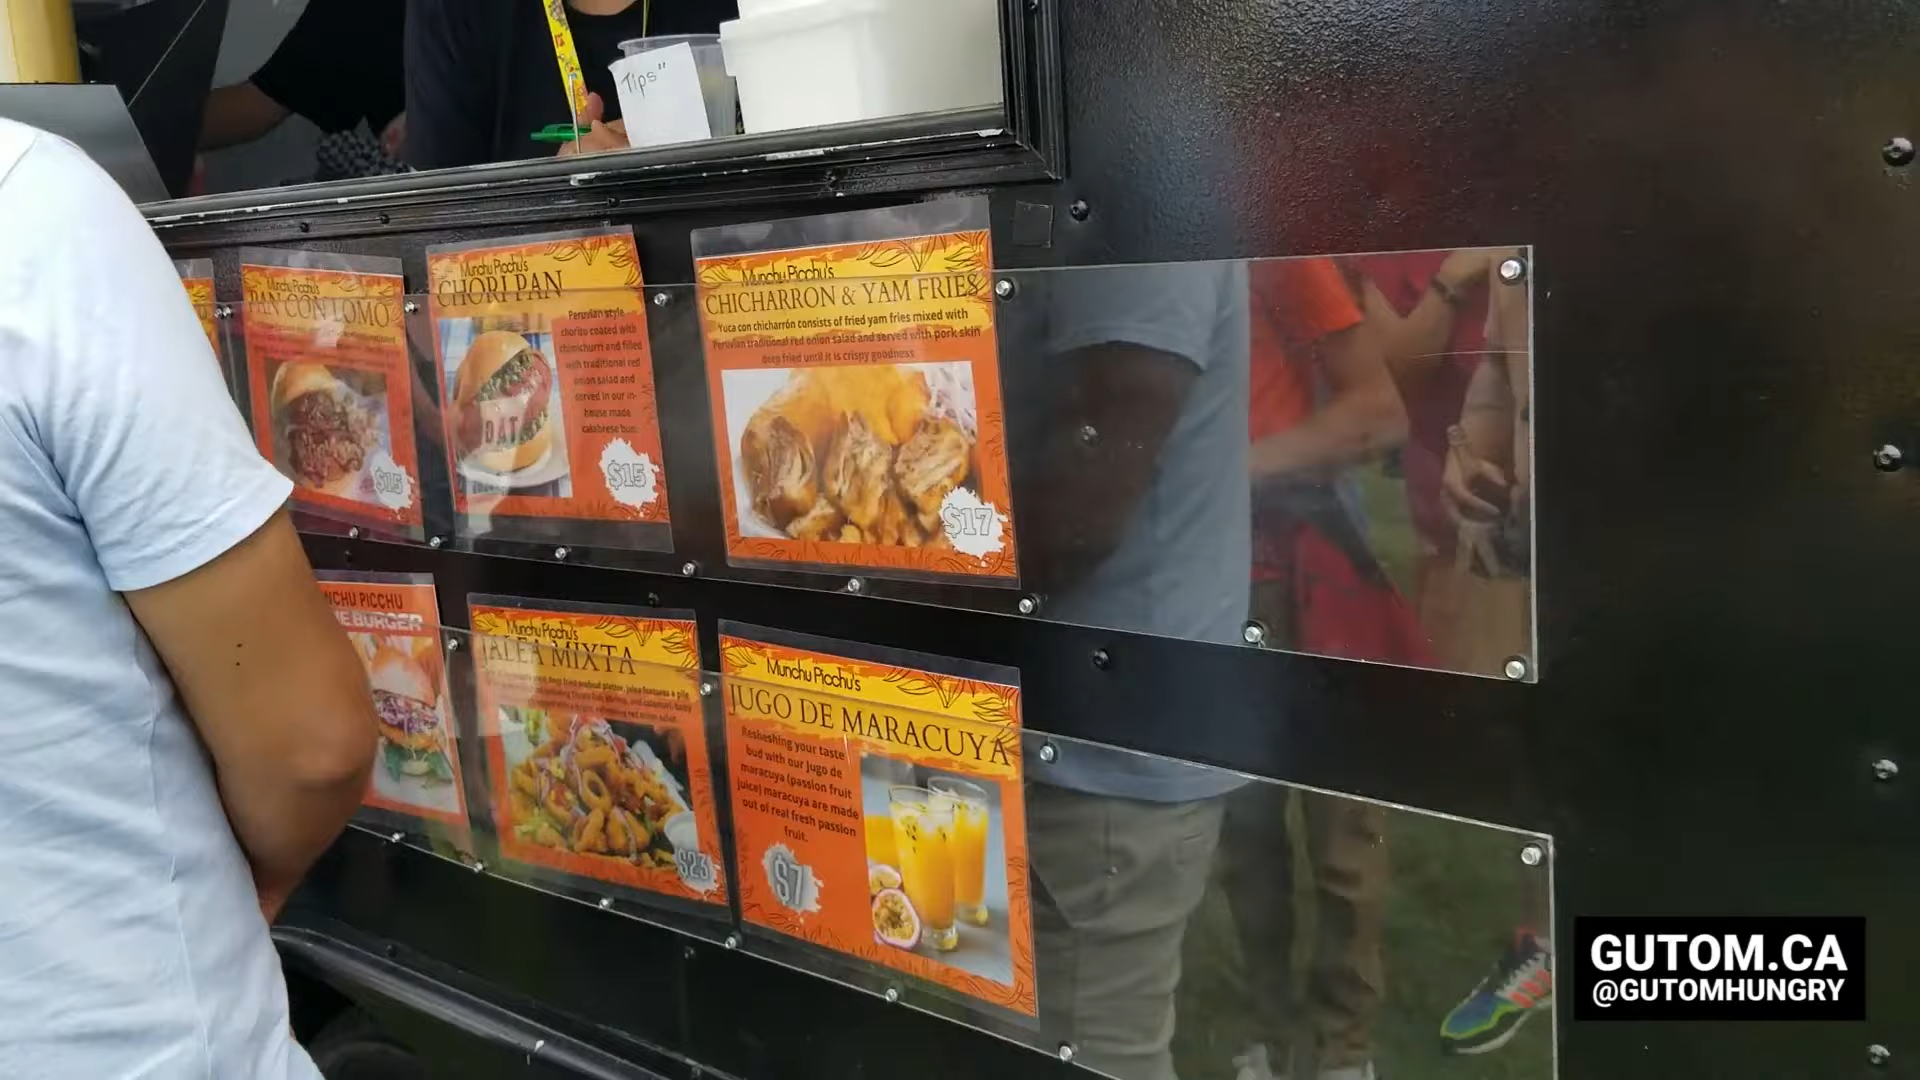 Tips"
Munchu Picchu's
PAN CON LOMO
$15
Munchu Picchu's
CHORI PAN
Peruvian style
chorizo coated with
chimichurri and filled
with traditional red
onion salad and
served in our in-
house made
calabrese bun.
$15
Munchu Picchu's
CHICHARRON & YAM FRIES
Yuca con chicharrón consists of fried yam fries mixed with
Peruvian traditional red onion salad and served with pork skin
deep fried until it is crispy goodness
$17
NCHU PICCHU
E BURGER
Munchu Picchu's
JALEA MIXTA
$23
Munchu Picchu's
JUGO DE MARACUYA
Resheshing your taste
bud with our Jugo de
maracuya (passion fruit
juice) maracuya are made
out of real fresh passion
fruit.
$7
GUTOM.CA
@GUTOMHUNGRY